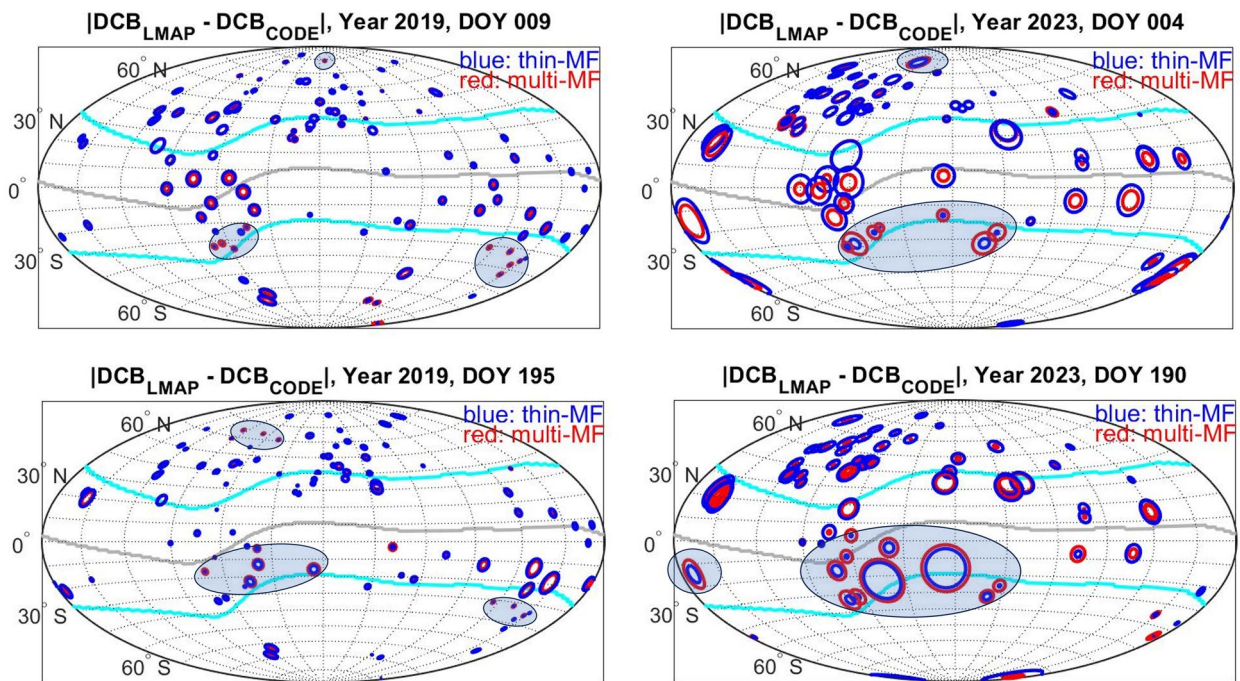 |DCB_LMAP - DCB_CODE|, Year 2019, DOY 009
blue: thin-MF
red: multi-MF
60° N
30° N
0°
30° S
60° S
|DCB_LMAP - DCB_CODE|, Year 2023, DOY 004
blue: thin-MF
red: multi-MF
60° N
30° N
0°
30° S
60° S
|DCB_LMAP - DCB_CODE|, Year 2019, DOY 195
blue: thin-MF
red: multi-MF
60° N
30° N
0°
30° S
60° S
|DCB_LMAP - DCB_CODE|, Year 2023, DOY 190
blue: thin-MF
red: multi-MF
60° N
30° N
0°
30° S
60° S